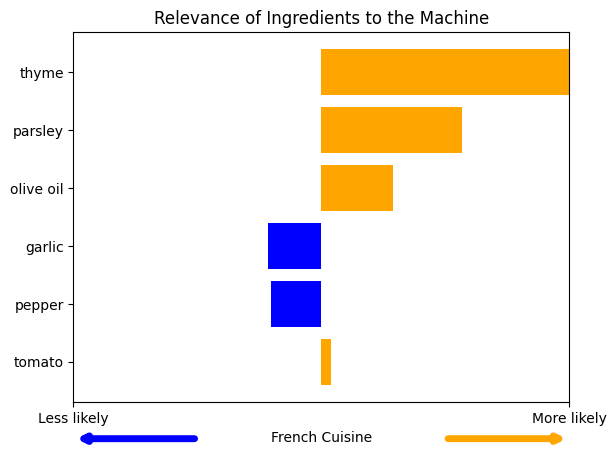 Relevance of Ingredients to the Machine
thyme
parsley
olive oil
garlic
pepper
tomato
Less likely
More likely
French Cuisine